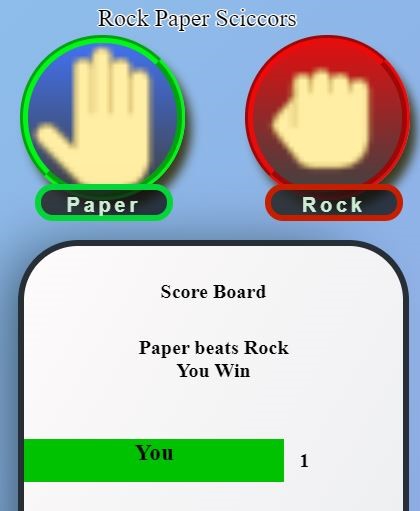 Rock Paper Sciccors
Paper
Rock
Score Board
Paper beats Rock
You Win
You
1